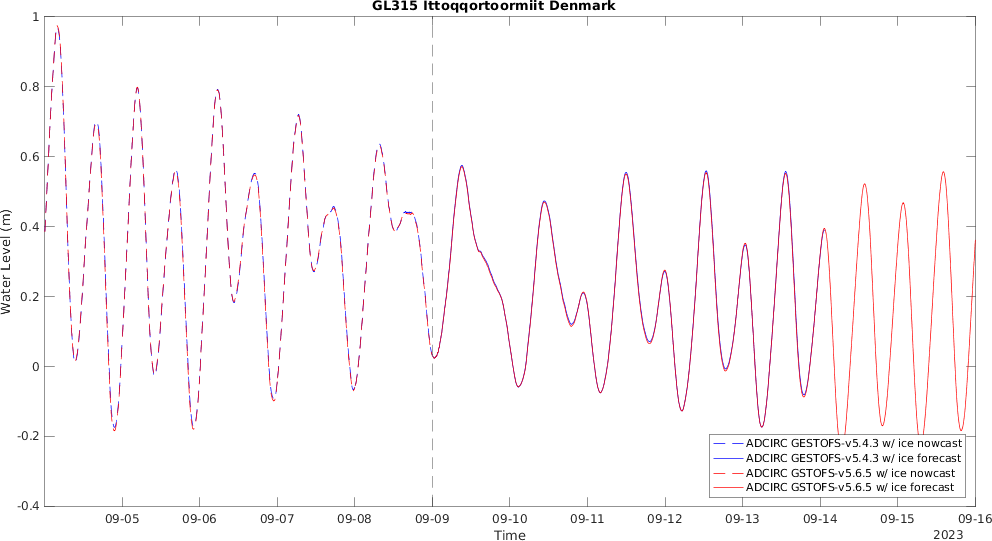 GL315 Ittoqqortoormiit Denmark
1
0.8
0.6
0.4
0.2
0
-0.2
-0.4
Water Level (m)
ADCIRC GESTOFS-v5.4.3 w/ ice nowcast
ADCIRC GESTOFS-v5.4.3 w/ ice forecast
ADCIRC GSTOFS-v5.6.5 w/ ice nowcast
ADCIRC GSTOFS-v5.6.5 w/ ice forecast
09-05 09-06 09-07 09-08 09-09 09-10 09-11 09-12 09-13 09-14 09-15 09-16
Time
2023